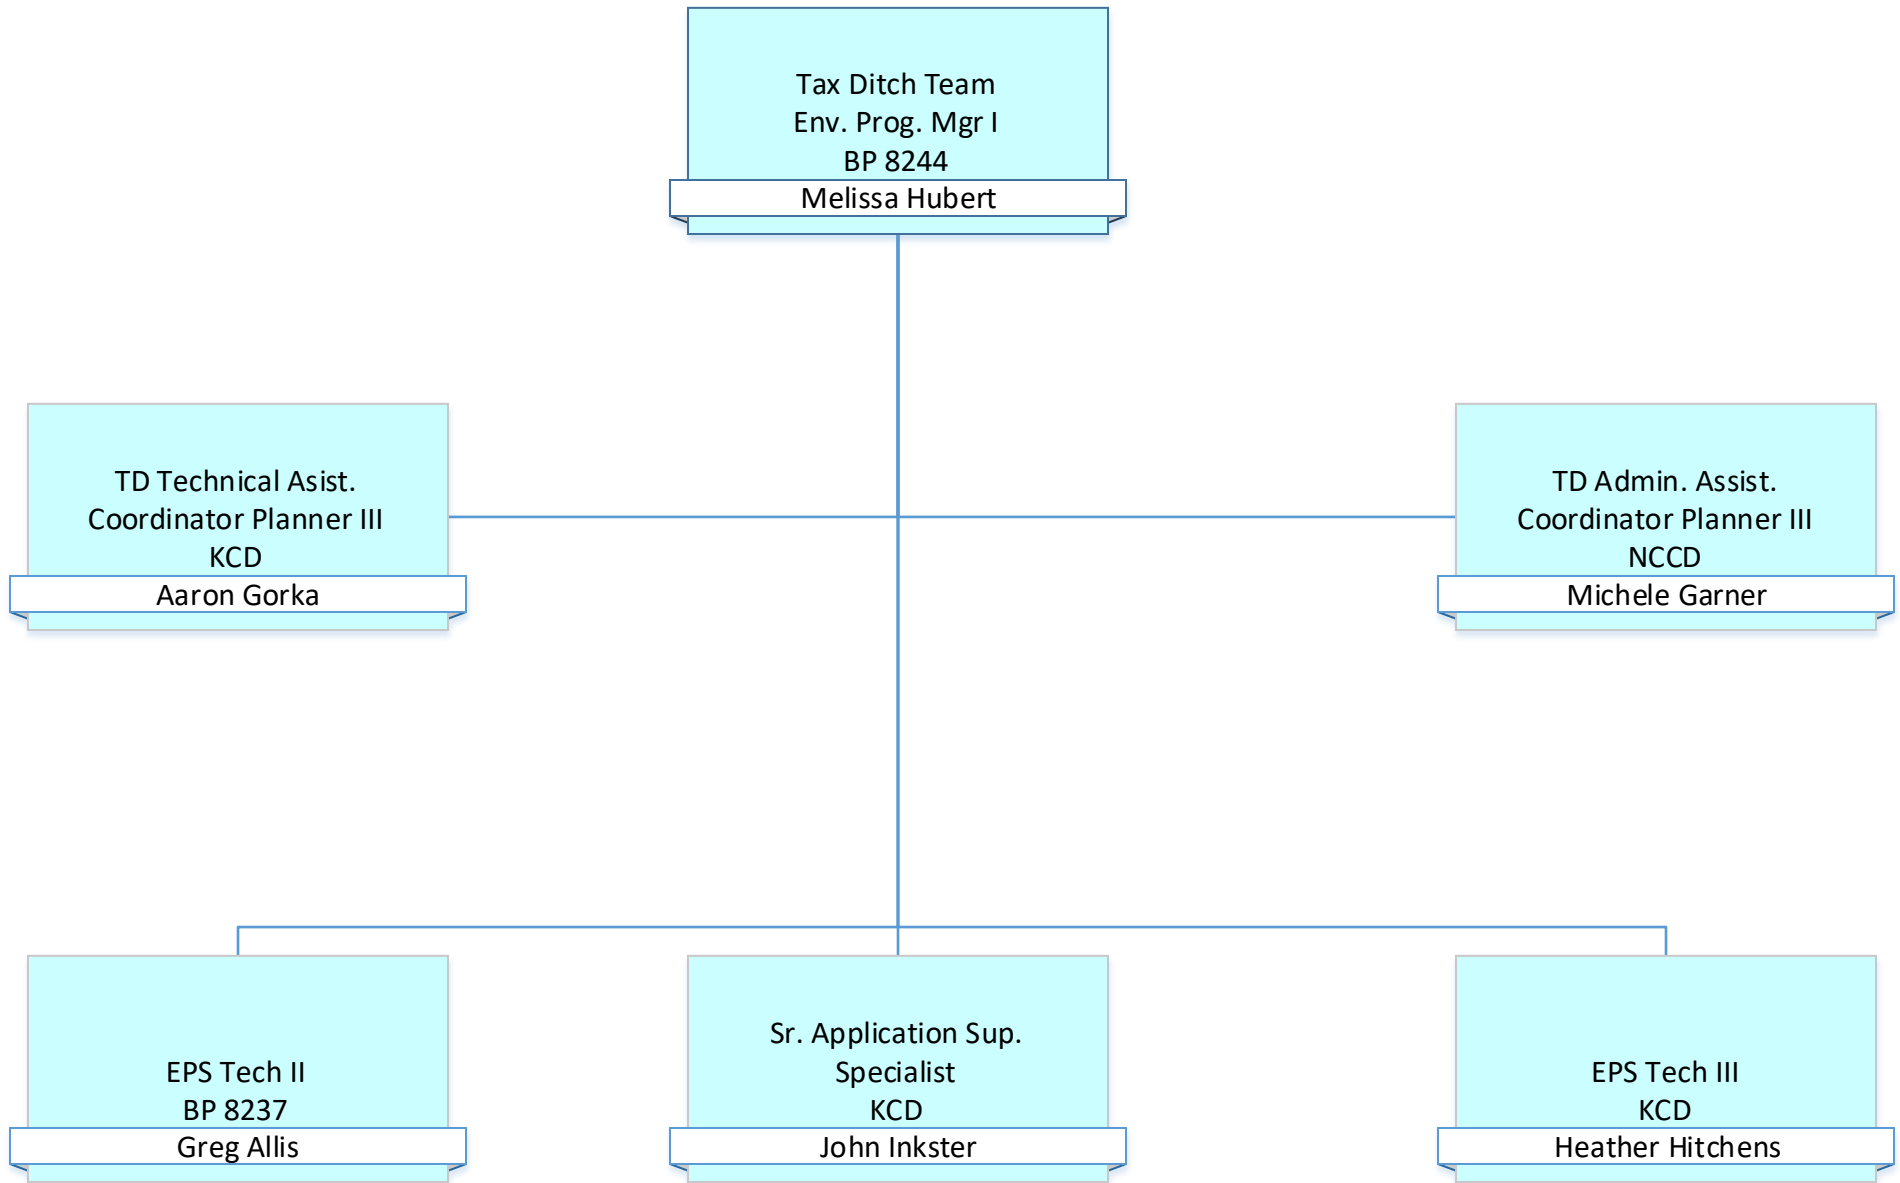 Tax Ditch Team
Env. Prog. Mgr I
BP 8244
Melissa Hubert
TD Technical Asist.
Coordinator Planner III
KCD
Aaron Gorka
TD Admin. Assist.
Coordinator Planner III
NCCD
Michele Garner
EPS Tech II
BP 8237
Greg Allis
Sr. Application Sup.
Specialist
KCD
John Inkster
EPS Tech III
KCD
Heather Hitchens